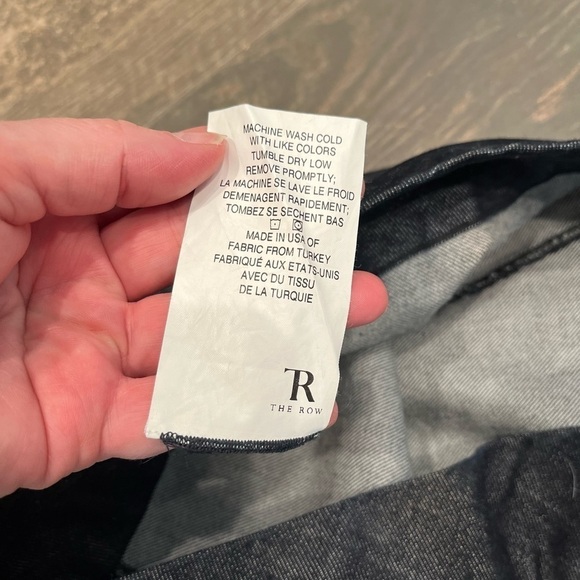 MACHINE WASH COLD
WITH LIKE COLORS
TUMBLE DRY LOW
REMOVE PROMPTLY;
LA MACHINE SE LAVE LE FROID
DEMENAGENT RAPIDEMENT;
TOMBEZ SE SECHENT BAS
MADE IN USA OF
FABRIC FROM TURKEY
FABRIQUÉ AUX ETATS-UNIS
AVEC DU TISSU
DE LA TURQUIE
TR
THE ROW